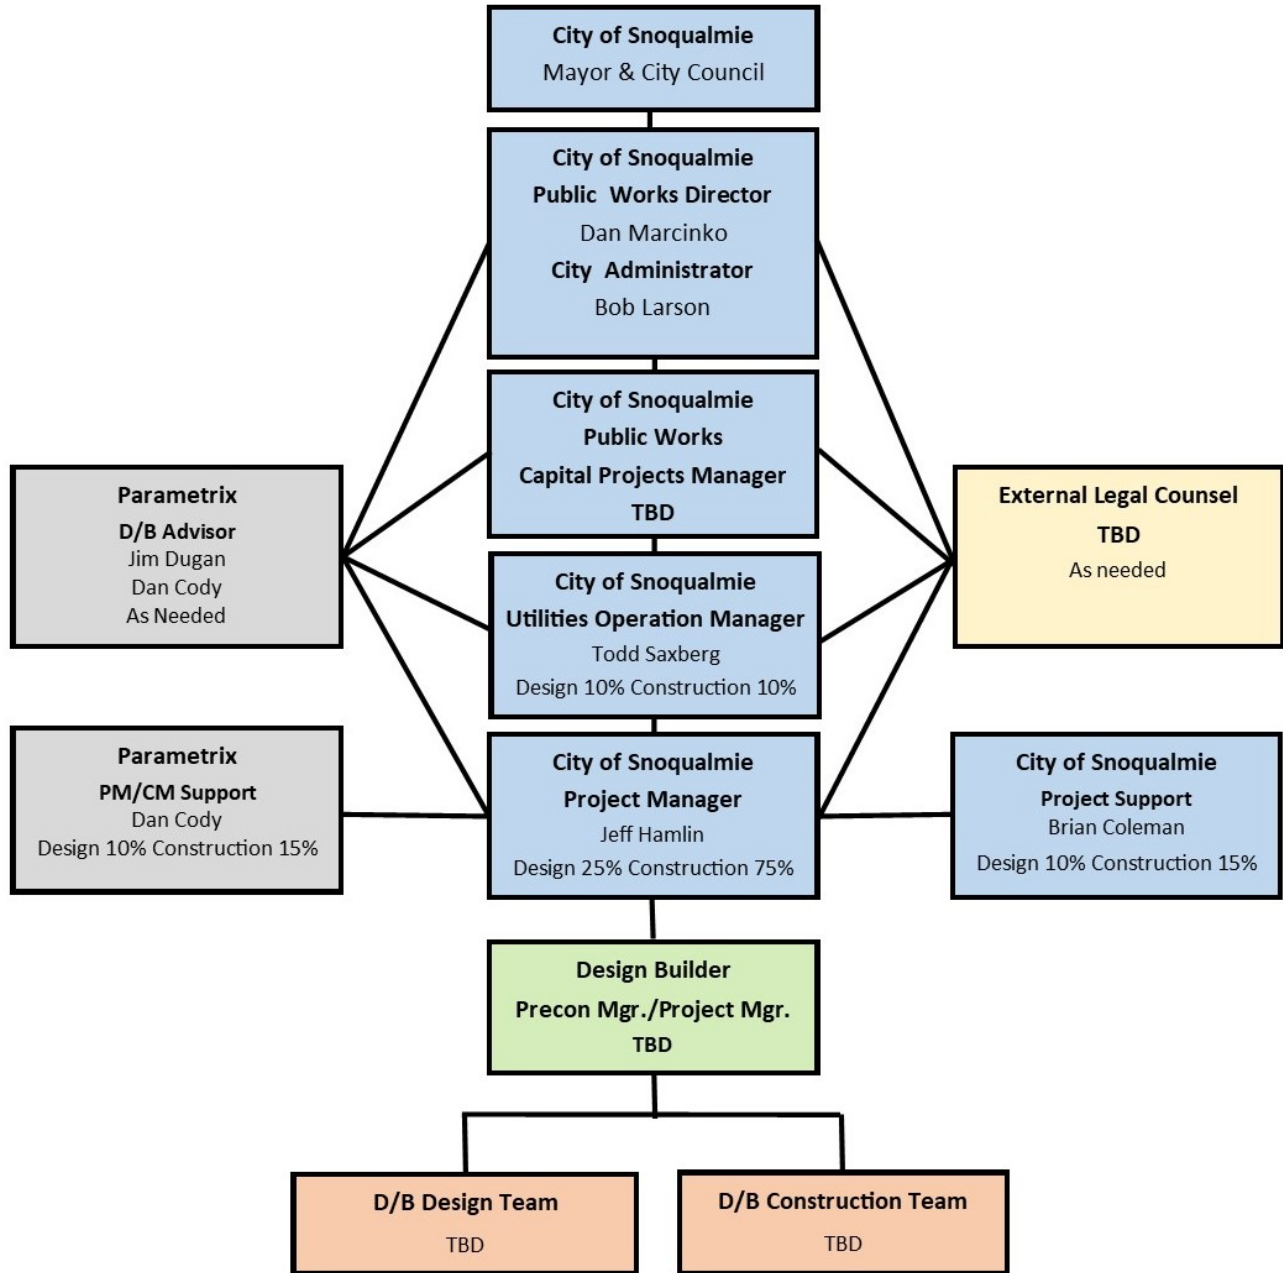 City of Snoqualmie
Mayor & City Council
City of Snoqualmie
Public Works Director
Dan Marcinko
City Administrator
Bob Larson
City of Snoqualmie
Public Works
Capital Projects Manager
TBD
Parametrix
D/B Advisor
Jim Dugan
Dan Cody
As Needed
External Legal Counsel
TBD
As needed
City of Snoqualmie
Utilities Operation Manager
Todd Saxberg
Design 10% Construction 10%
Parametrix
PM/CM Support
Dan Cody
Design 10% Construction 15%
City of Snoqualmie
Project Manager
Jeff Hamlin
Design 25% Construction 75%
City of Snoqualmie
Project Support
Brian Coleman
Design 10% Construction 15%
Design Builder
Precon Mgr./Project Mgr.
TBD
D/B Design Team
TBD
D/B Construction Team
TBD